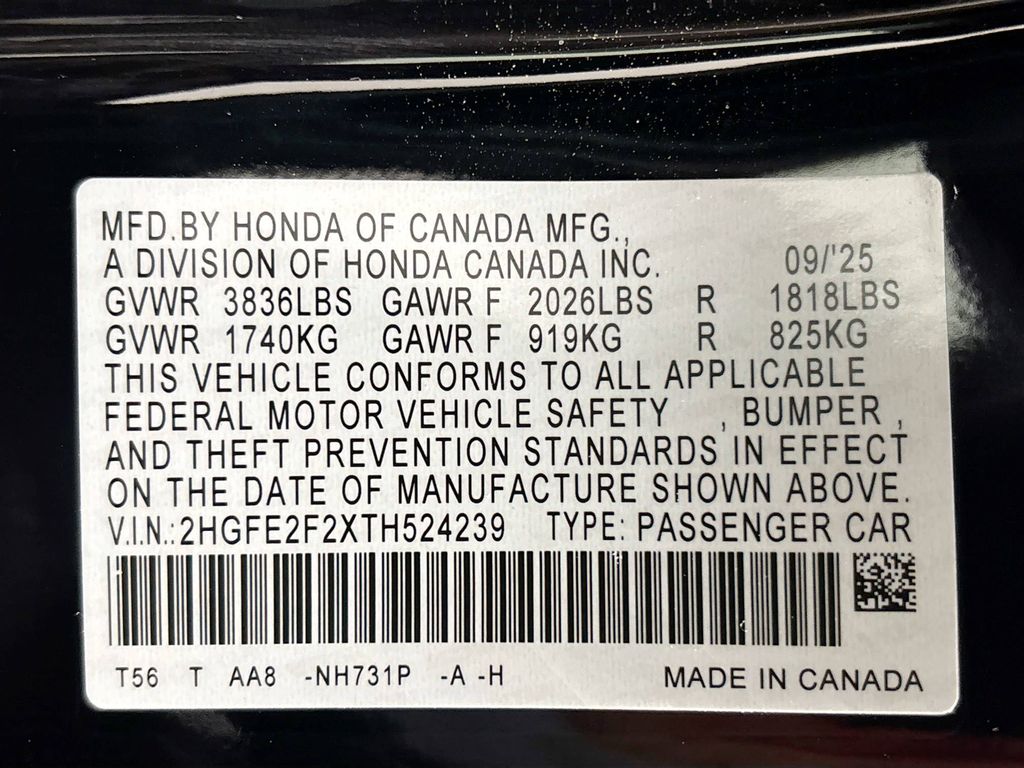 MFD.BY HONDA OF CANADA MFG.,
A DIVISION OF HONDA CANADA INC. 09/'25
GVWR 3836LBS GAWR F 2026LBS R 1818LBS
GVWR 1740KG GAWR F 919KG R 825KG
THIS VEHICLE CONFORMS TO ALL APPLICABLE
FEDERAL MOTOR VEHICLE SAFETY , BUMPER ,
AND THEFT PREVENTION STANDARDS IN EFFECT
ON THE DATE OF MANUFACTURE SHOWN ABOVE.
V.I.N.:2HGFE2F2XTH524239 TYPE: PASSENGER CAR
T56 T AA8 -NH731P -A -H MADE IN CANADA